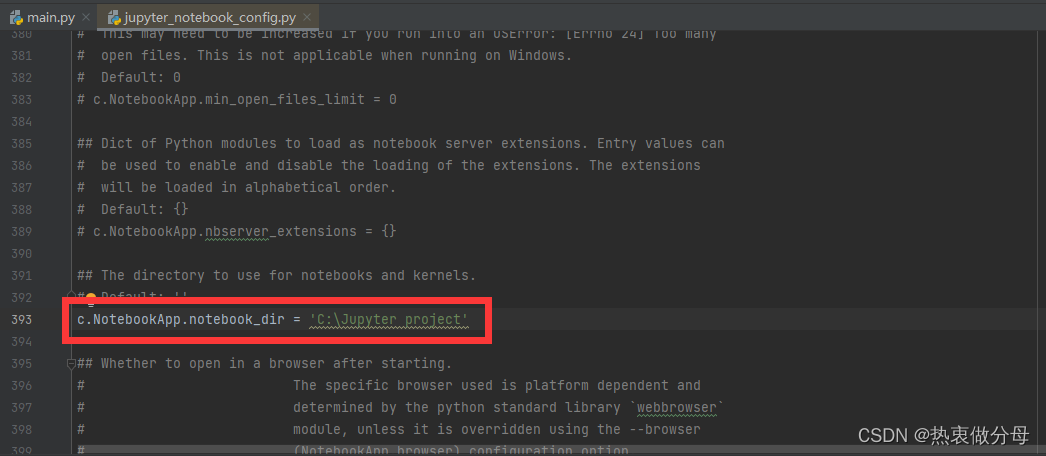 main.py jupyter_notebook_config.py
380 # This may need to be increased if you run into an OSError: [Errno 24] Too many
381 # open files. This is not applicable when running on Windows.
382 # Default: 0
383 # c.NotebookApp.min_open_files_limit = 0
384
385 ## Dict of Python modules to load as notebook server extensions. Entry values can
386 # be used to enable and disable the loading of the extensions. The extensions
387 # will be loaded in alphabetical order.
388 # Default: {}
389 # c.NotebookApp.nbserver_extensions = {}
390
391 ## The directory to use for notebooks and kernels.
392 # Default: ''
393 c.NotebookApp.notebook_dir = 'C:\Jupyter project'
394
395 ## Whether to open in a browser after starting.
396 # The specific browser used is platform dependent and
397 # determined by the python standard library `webbrowser`
398 # module, unless it is overridden using the --browser
399 # (NotebookApp.browser) configuration option.
CSDN @热衷做分母